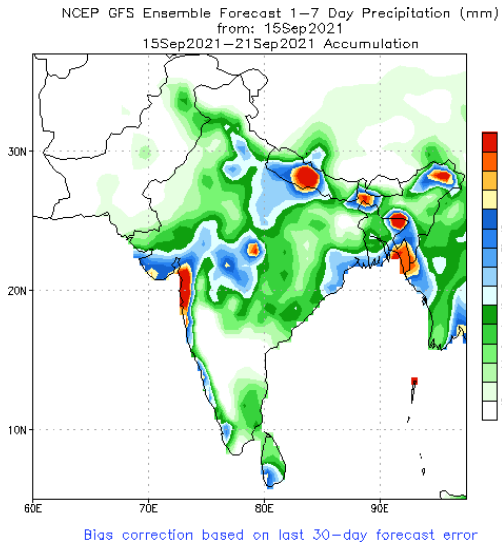 NCEP GFS Ensemble Forecast 1-7 Day Precipitation (mm)
from: 15Sep2021
15Sep2021-21Sep2021 Accumulation
30N
20N
10N
60E 70E 80E 90E
Bias correction based on last 30-day forecast error